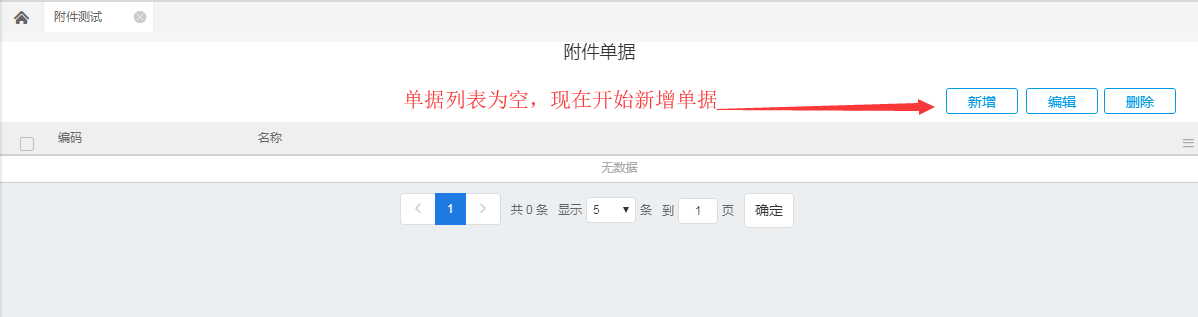 附件测试
附件单据
单据列表为空，现在开始新增单据
新增 编辑 删除
编码 名称
无数据
1 共 0 条 显示 5 条 到 1 页 确定